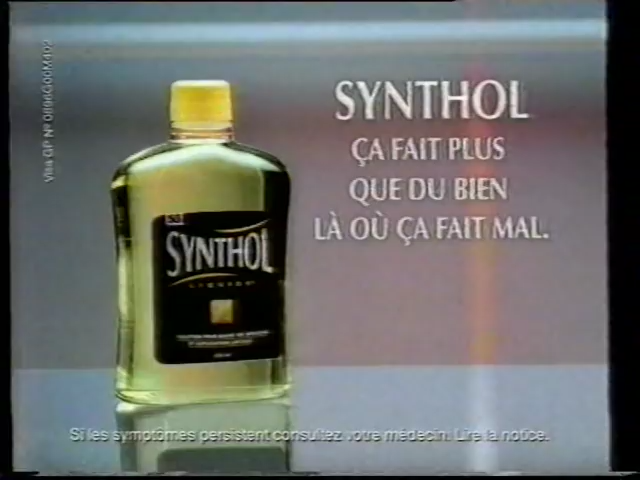 SYNTHOL
ÇA FAIT PLUS
QUE DU BIEN
LÀ OÙ ÇA FAIT MAL.
SYNTHOL
LIQUIDE
Si les symptômes persistent consultez votre médecin. Lire la notice.